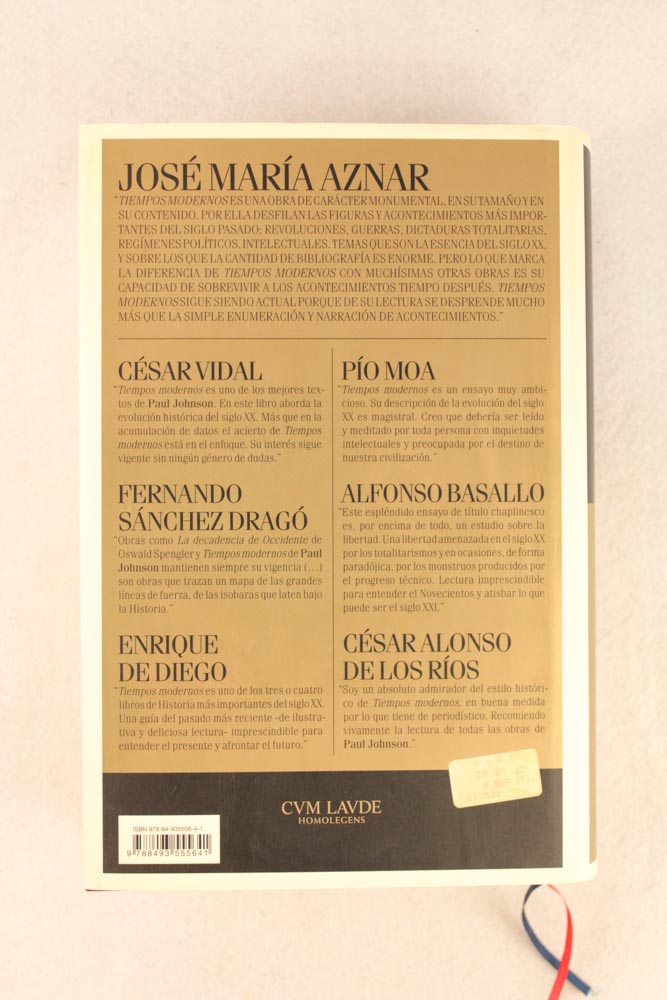 JOSÉ MARÍA AZNAR
“TIEMPOS MODERNOS ES UNA OBRA DE CARÁCTER MONUMENTAL, EN SU TAMAÑO Y EN
SU CONTENIDO. POR ELLA DESFILAN LAS FIGURAS Y ACONTECIMIENTOS MÁS IMPOR-
TANTES DEL SIGLO PASADO; REVOLUCIONES, GUERRAS, DICTADURAS TOTALITARIAS,
REGÍMENES POLÍTICOS, INTELECTUALES. TEMAS QUE SON LA ESENCIA DEL SIGLO XX,
Y SOBRE LOS QUE LA CANTIDAD DE BIBLIOGRAFÍA ES ENORME. PERO LO QUE MARCA
LA DIFERENCIA DE TIEMPOS MODERNOS CON MUCHÍSIMAS OTRAS OBRAS ES SU
CAPACIDAD DE SOBREVIVIR A LOS ACONTECIMIENTOS TIEMPO DESPUÉS. TIEMPOS
MODERNOS SIGUE SIENDO ACTUAL PORQUE DE SU LECTURA SE DESPRENDE MUCHO
MÁS QUE LA SIMPLE ENUMERACIÓN Y NARRACIÓN DE ACONTECIMIENTOS.”
CÉSAR VIDAL
“Tiempos modernos es uno de los mejores tex-
tos de Paul Johnson. En este libro aborda la
evolución histórica del siglo XX. Más que en la
acumulación de datos el acierto de Tiempos
modernos está en el enfoque. Su interés sigue
vigente sin ningún género de dudas.”
PÍO MOA
“Tiempos modernos es un ensayo muy ambi-
cioso. Su descripción de la evolución del siglo
XX es magistral. Creo que debería ser leído
y meditado por toda persona con inquietudes
intelectuales y preocupada por el destino de
nuestra civilización.”
FERNANDO
SÁNCHEZ DRAGÓ
“Obras como La decadencia de Occidente de
Oswald Spengler y Tiempos modernos de Paul
Johnson mantienen siempre su vigencia (...)
son obras que trazan un mapa de las grandes
líneas de fuerza, de las isobaras que laten bajo
la Historia.”
ALFONSO BASALLO
“Este espléndido ensayo de título chaplinesco
es, por encima de todo, un estudio sobre la
libertad. Una libertad amenazada en el siglo XX
por los totalitarismos y en ocasiones, de forma
paradójica, por los monstruos producidos por
el progreso técnico. Lectura imprescindible
para entender el Novecientos y atisbar lo que
puede ser el siglo XXI.”
ENRIQUE
DE DIEGO
“Tiempos modernos es uno de los tres o cuatro
libros de Historia más importantes del siglo XX.
Una guía del pasado más reciente -de ilustra-
tiva y deliciosa lectura- imprescindible para
entender el presente y afrontar el futuro.”
CÉSAR ALONSO
DE LOS RÍOS
“Soy un absoluto admirador del estilo históri-
co de Tiempos modernos, en buena medida
por lo que tiene de periodístico. Recomiendo
vivamente la lectura de todas las obras de
Paul Johnson.”
CVM LAVDE
HOMOLEGENS
ISBN 978-84-935556-4-1
9 788493 555641